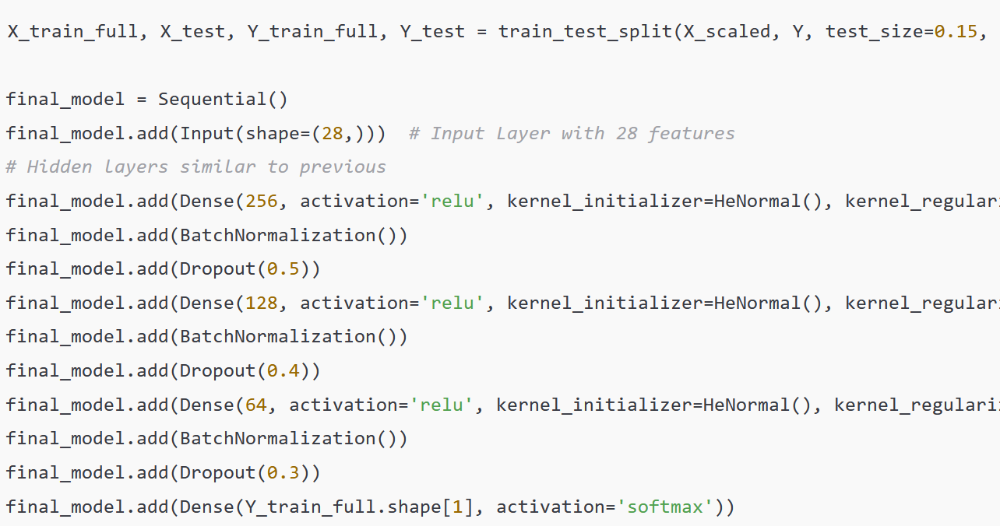 X_train_full, X_test, Y_train_full, Y_test = train_test_split(X_scaled, Y, test_size=0.15,
final_model = Sequential()
final_model.add(Input(shape=(28,)))  # Input Layer with 28 features
# Hidden layers similar to previous
final_model.add(Dense(256, activation='relu', kernel_initializer=HeNormal(), kernel_regulari
final_model.add(BatchNormalization())
final_model.add(Dropout(0.5))
final_model.add(Dense(128, activation='relu', kernel_initializer=HeNormal(), kernel_regulari
final_model.add(BatchNormalization())
final_model.add(Dropout(0.4))
final_model.add(Dense(64, activation='relu', kernel_initializer=HeNormal(), kernel_regulari
final_model.add(BatchNormalization())
final_model.add(Dropout(0.3))
final_model.add(Dense(Y_train_full.shape[1], activation='softmax'))